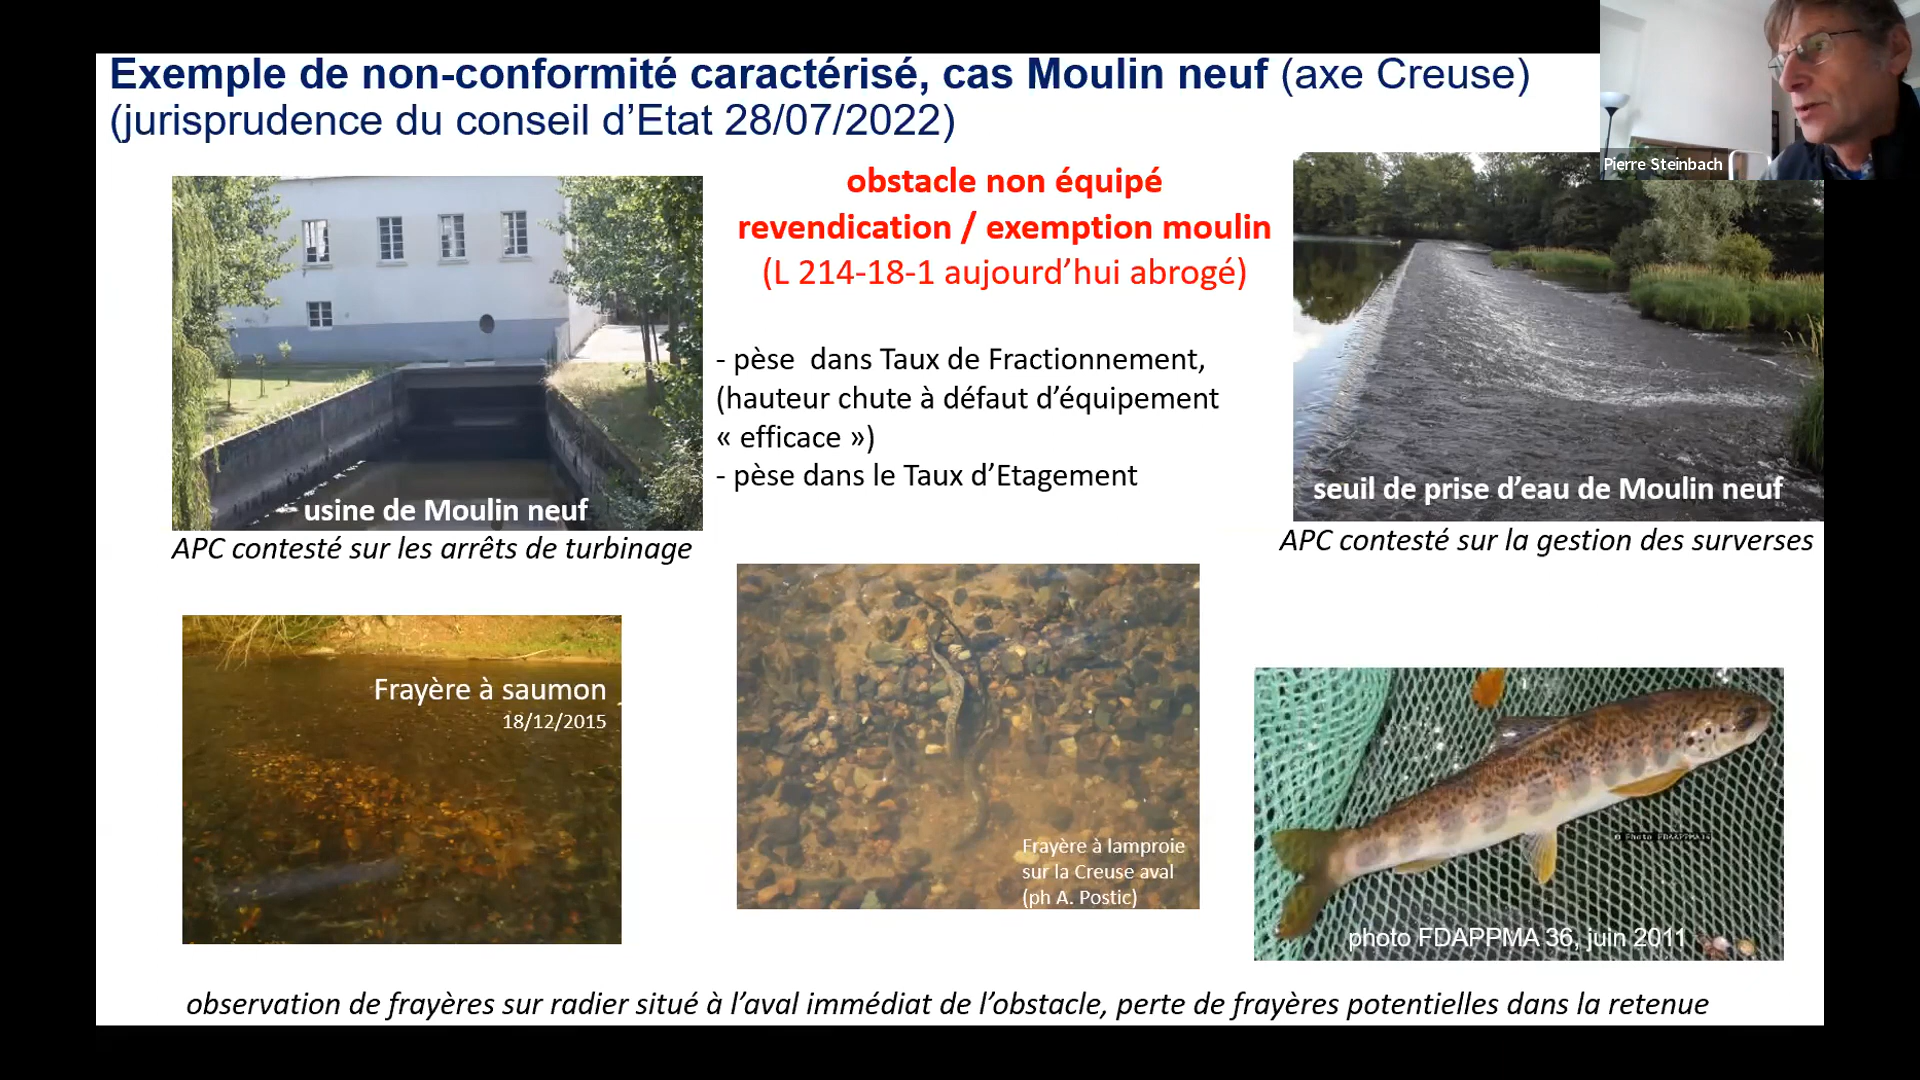 Exemple de non-conformité caractérisé, cas Moulin neuf (axe Creuse)
(jurisprudence du conseil d'Etat 28/07/2022)
Pierre Steinbach
obstacle non équipé
revendication / exemption moulin
(L 214-18-1 aujourd'hui abrogé)
- pèse  dans Taux de Fractionnement,
(hauteur chute à défaut d'équipement
« efficace »)
- pèse dans le Taux d'Etagement
usine de Moulin neuf
APC contesté sur les arrêts de turbinage
seuil de prise d'eau de Moulin neuf
APC contesté sur la gestion des surverses
Frayère à saumon
18/12/2015
Frayère à lamproie
sur la Creuse aval
(ph A. Postic)
© Photo FDAAPPMA36
photo FDAPPMA 36, juin 2011
observation de frayères sur radier situé à l'aval immédiat de l'obstacle, perte de frayères potentielles dans la retenue